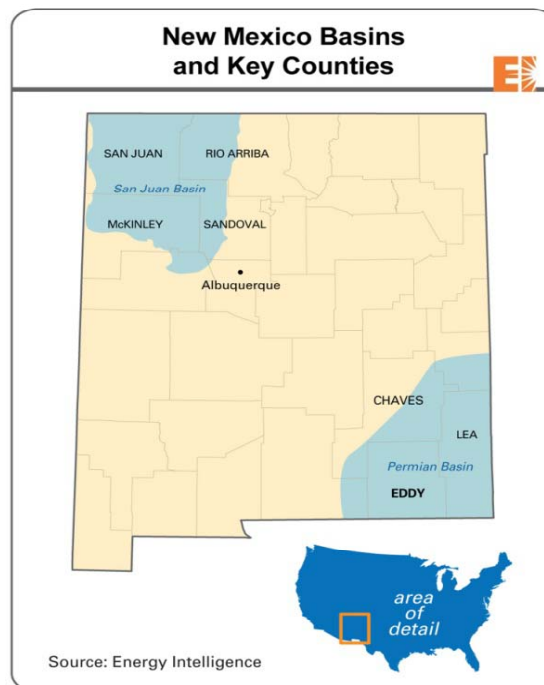 New Mexico Basins
and Key Counties
EI
SAN JUAN
RIO ARRIBA
San Juan Basin
McKINLEY
SANDOVAL
Albuquerque
CHAVES
LEA
Permian Basin
EDDY
area
of
detail
Source: Energy Intelligence